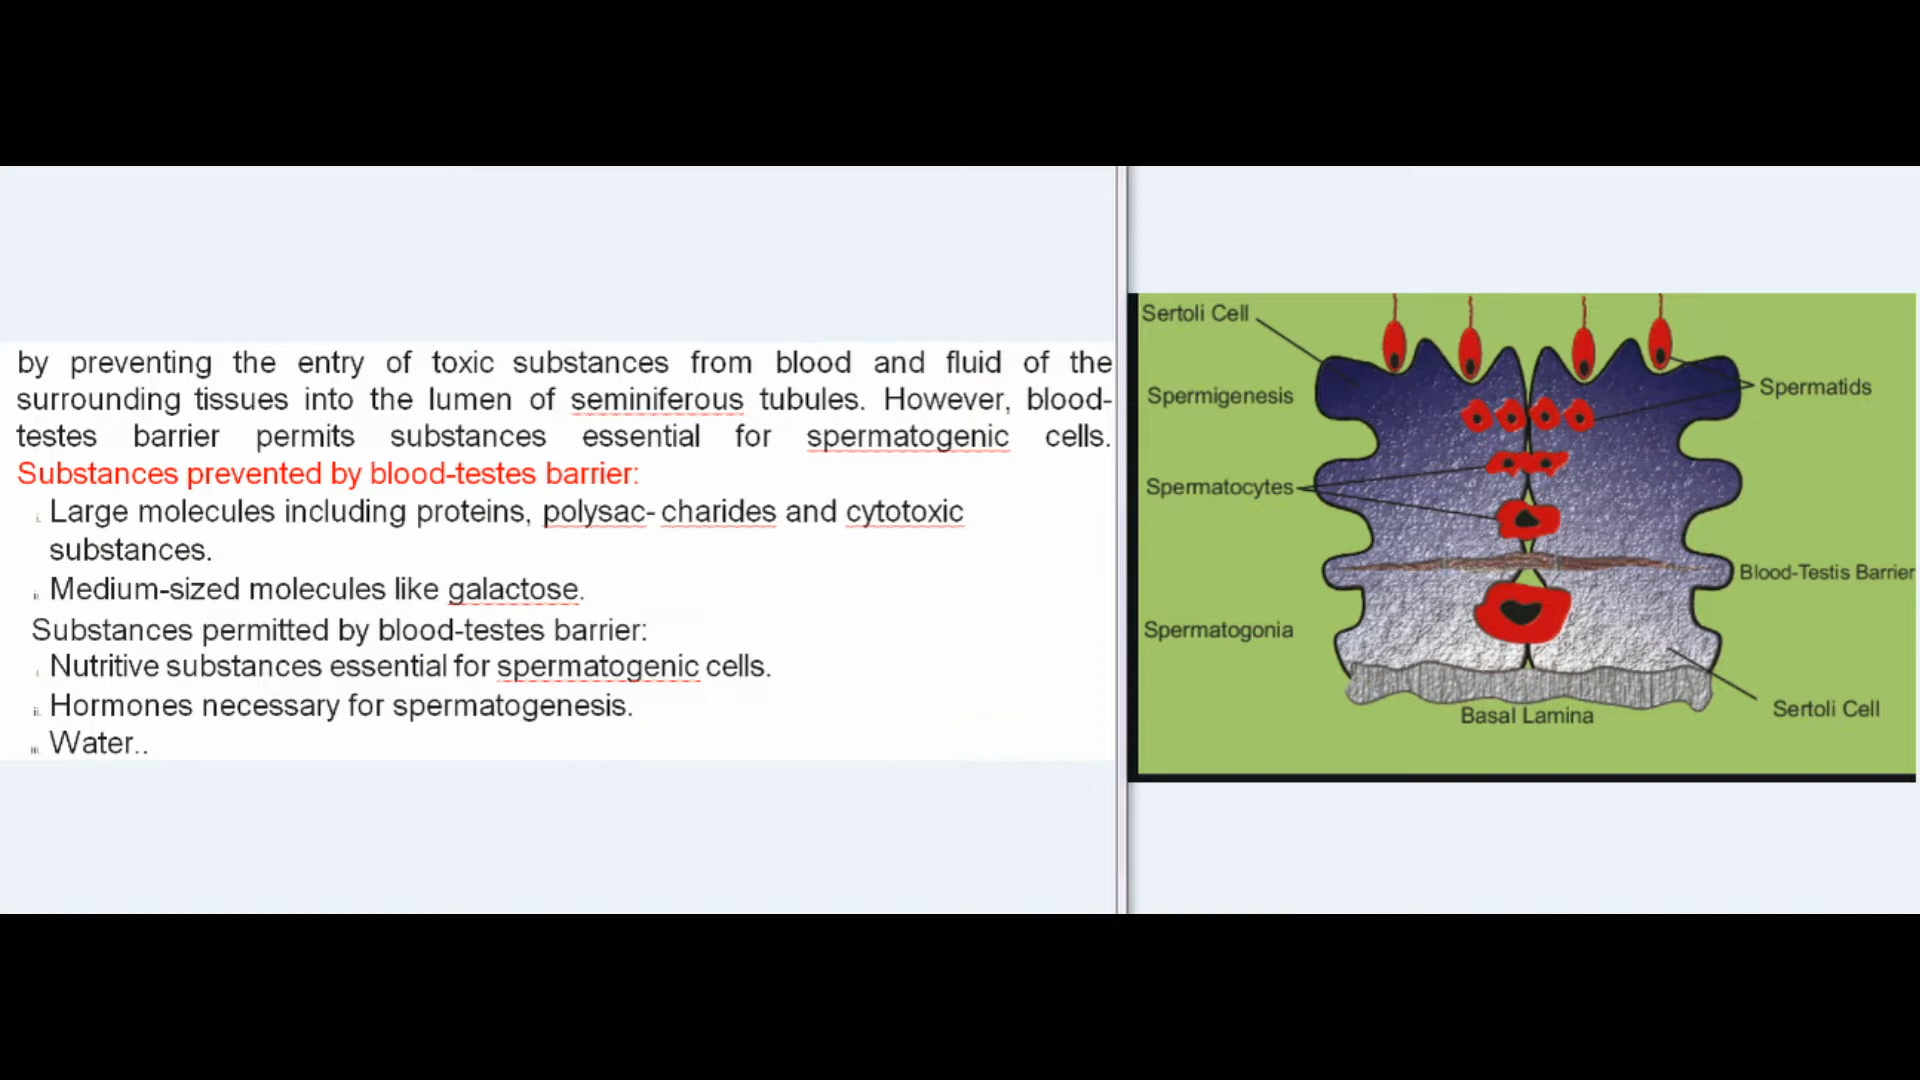 by preventing the entry of toxic substances from blood and fluid of the
surrounding tissues into the lumen of seminiferous tubules. However, blood-
testes barrier permits substances essential for spermatogenic cells.
Substances prevented by blood-testes barrier:
i. Large molecules including proteins, polysac- charides and cytotoxic
substances.
ii. Medium-sized molecules like galactose.
Substances permitted by blood-testes barrier:
i. Nutritive substances essential for spermatogenic cells.
ii. Hormones necessary for spermatogenesis.
iii. Water..
Sertoli Cell
Spermigenesis
Spermatids
Spermatocytes
Blood-Testis Barrier
Spermatogonia
Sertoli Cell
Basal Lamina